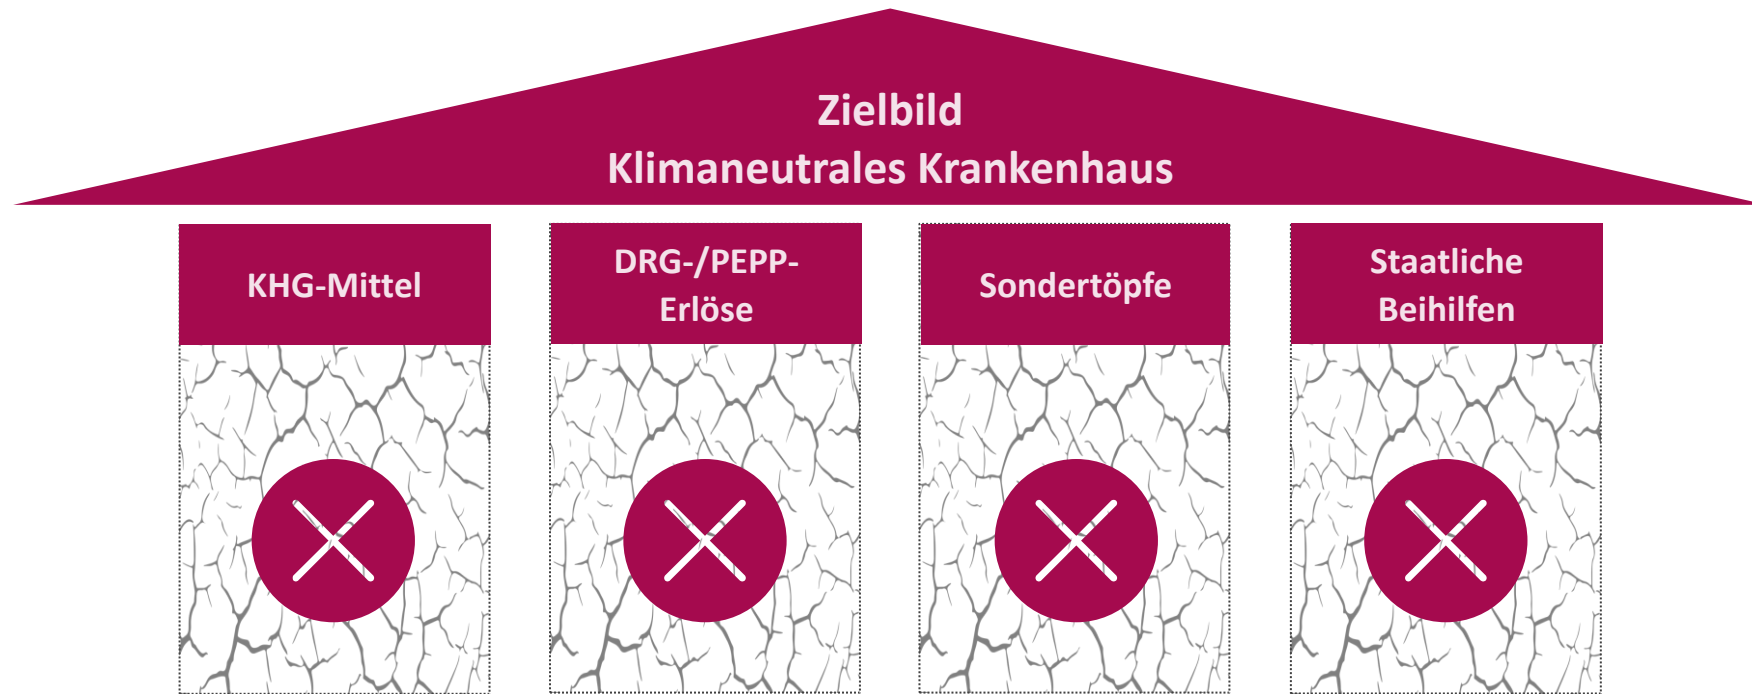 Zielbild
Klimaneutrales Krankenhaus
KHG-Mittel
DRG-/PEPP-
Erlöse
Sondertöpfe
Staatliche
Beihilfen